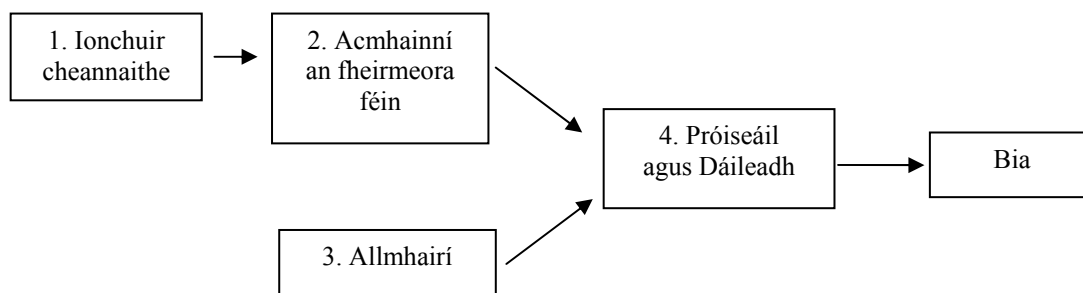 1. Ionchuir
cheannaithe
2. Acmhainní
an fheirmeora
féin
3. Allmhairí
4. Próiseáil
agus Dáileadh
Bia